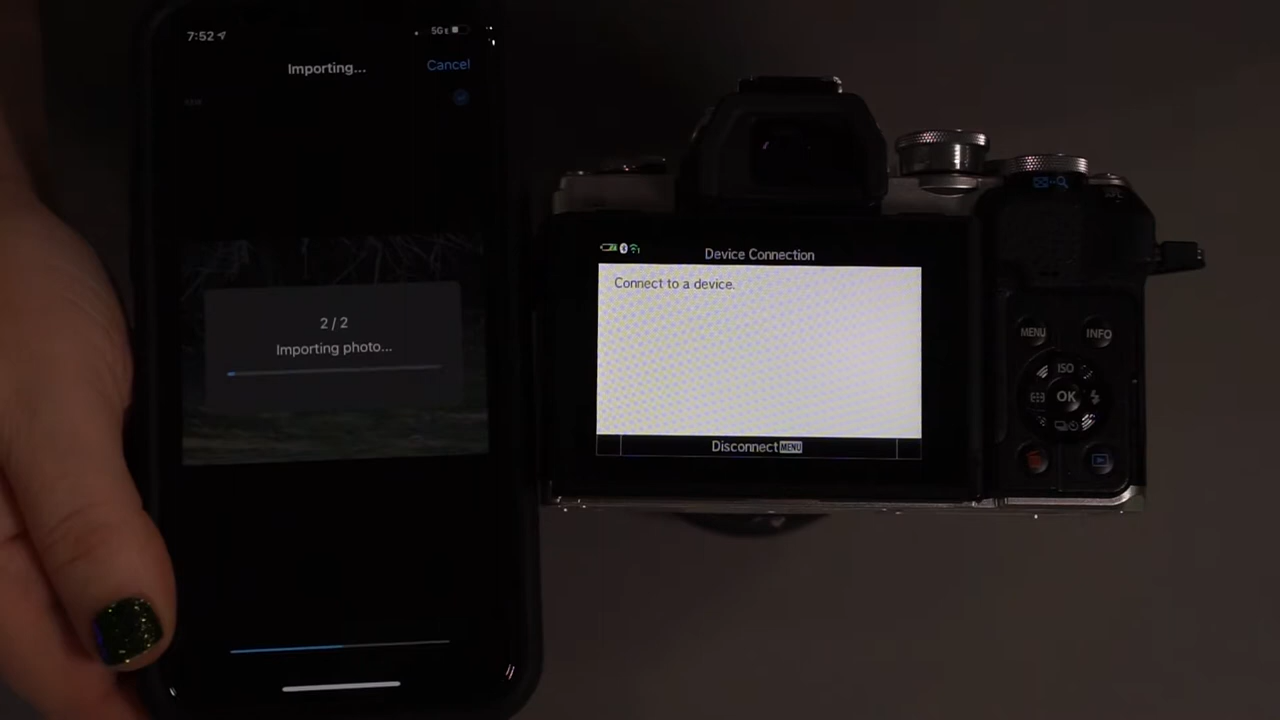 7:52
5GE
Importing...
Cancel
2 / 2
Importing photo...
Device Connection
Connect to a device.
Disconnect MENU
MENU
INFO
ISO
OK